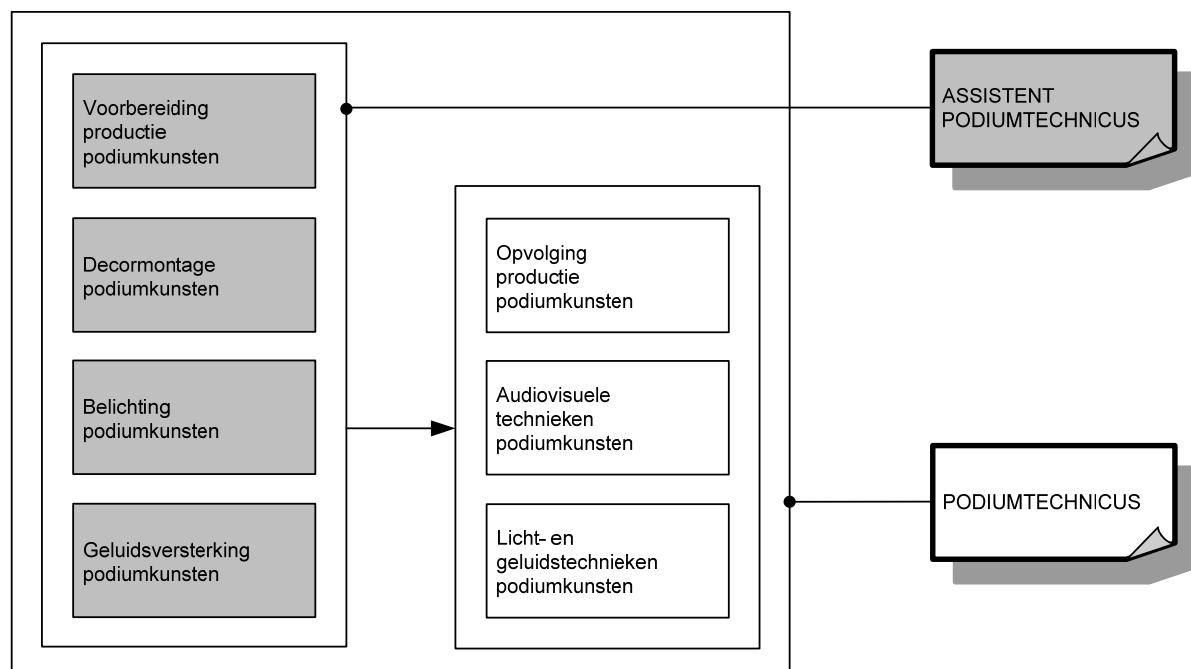 Voorbereiding
productie
podiumkunsten
Decormontage
podiumkunsten
Belichting
podiumkunsten
Geluidsversterking
podiumkunsten
Opvolging
productie
podiumkunsten
Audiovisuele
technieken
podiumkunsten
Licht- en
geluidstechnieken
podiumkunsten
ASSISTENT
PODIUMTECHNICUS
PODIUMTECHNICUS